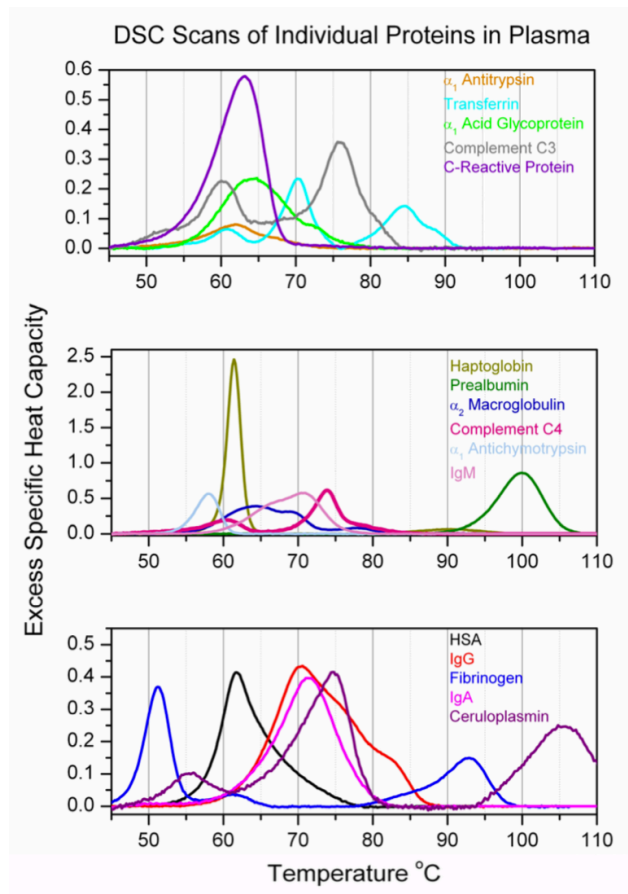 DSC Scans of Individual Proteins in Plasma
0.6
0.5
0.4
0.3
0.2
0.1
0.0
α1 Antitrypsin
Transferrin
α1 Acid Glycoprotein
Complement C3
C-Reactive Protein
50 60 70 80 90 100 110
Excess Specific Heat Capacity
2.5
2.0
1.5
1.0
0.5
0.0
Haptoglobin
Prealbumin
α2 Macroglobulin
Complement C4
α1 Antichymotrypsin
IgM
50 60 70 80 90 100 110
0.5
0.4
0.3
0.2
0.1
0.0
HSA
IgG
Fibrinogen
IgA
Ceruloplasmin
50 60 70 80 90 100 110
Temperature °C